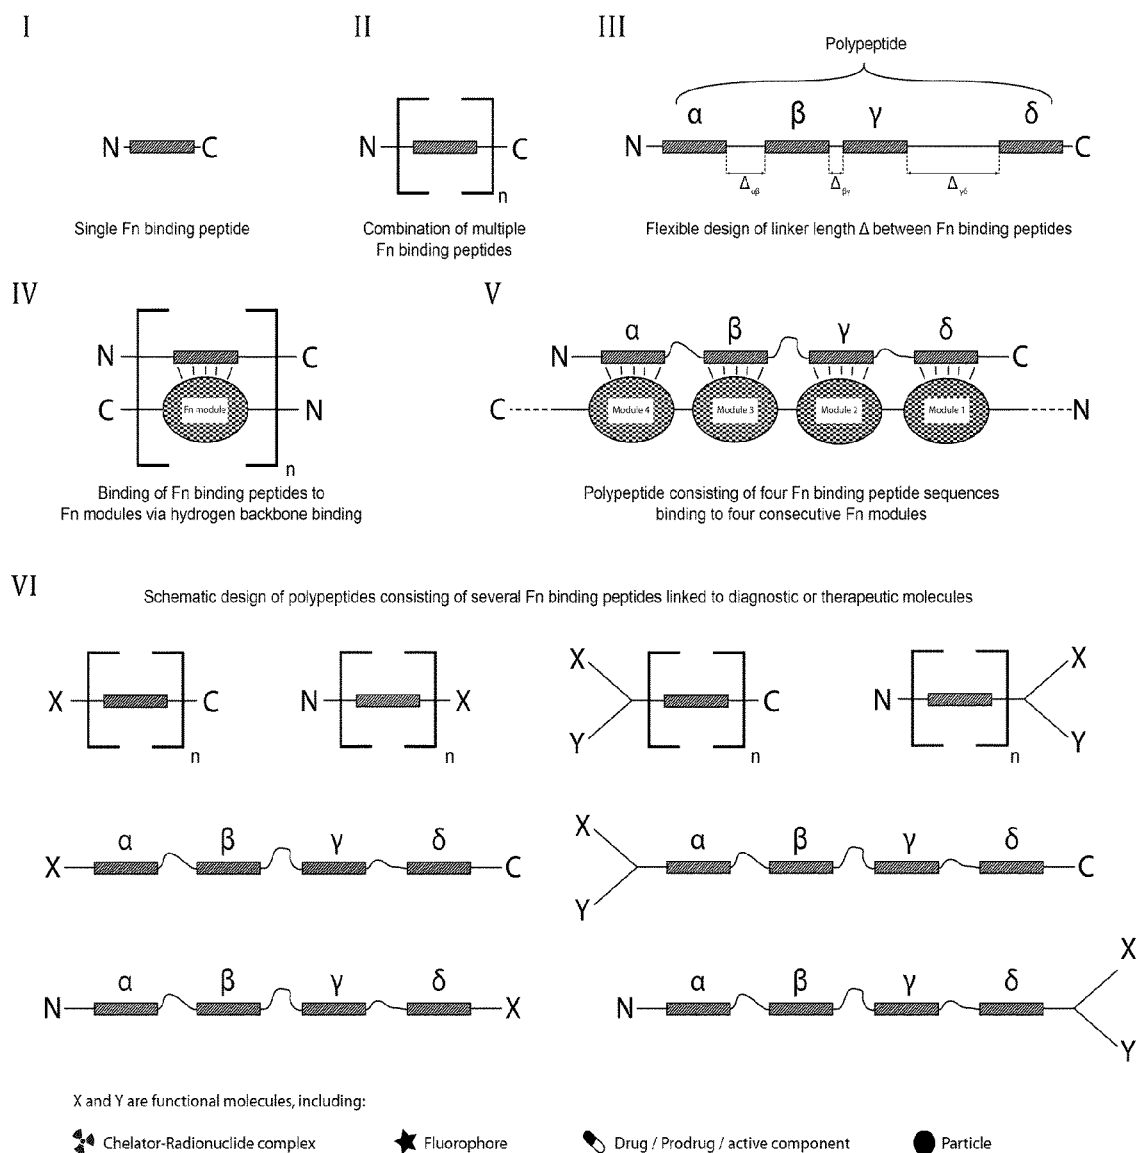 I
II
III
Polypeptide
α β γ δ
N C
N C
n
N C
Δαβ Δβγ Δγδ
Single Fn binding peptide
Combination of multiple
Fn binding peptides
Flexible design of linker length Δ between Fn binding peptides
IV
N C
Fn module
C N
n
Binding of Fn binding peptides to
Fn modules via hydrogen backbone binding
V
α β γ δ
N C
C Module 4 Module 3 Module 2 Module 1 N
Polypeptide consisting of four Fn binding peptide sequences
binding to four consecutive Fn modules
VI
Schematic design of polypeptides consisting of several Fn binding peptides linked to diagnostic or therapeutic molecules
X C
n
N X
n
X
Y
C
n
N
X
Y
n
α β γ δ
X C
X
α β γ δ
C
Y
α β γ δ
N X
α β γ δ
N
X
Y
X and Y are functional molecules, including:
Chelator-Radionuclide complex
Fluorophore
Drug / Prodrug / active component
Particle